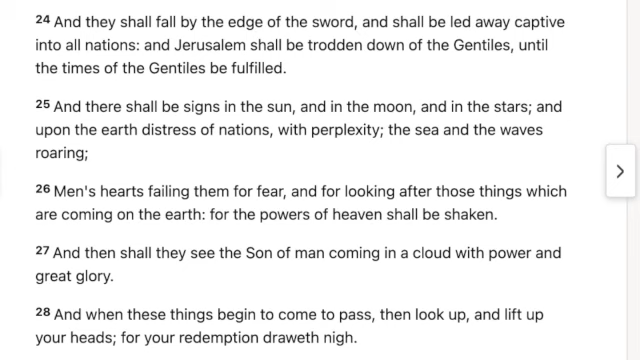 24 And they shall fall by the edge of the sword, and shall be led away captive
into all nations: and Jerusalem shall be trodden down of the Gentiles, until
the times of the Gentiles be fulfilled.
25 And there shall be signs in the sun, and in the moon, and in the stars; and
upon the earth distress of nations, with perplexity; the sea and the waves
roaring;
26 Men's hearts failing them for fear, and for looking after those things which
are coming on the earth: for the powers of heaven shall be shaken.
27 And then shall they see the Son of man coming in a cloud with power and
great glory.
28 And when these things begin to come to pass, then look up, and lift up
your heads; for your redemption draweth nigh.